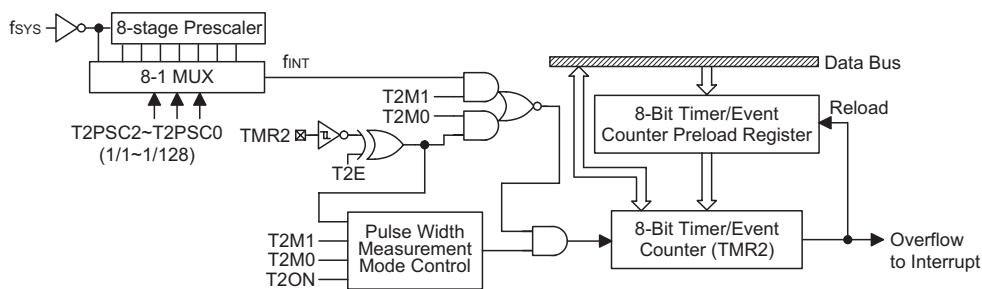 fSYS
8-stage Prescaler
8-1 MUX
fINT
T2PSC2~T2PSC0
(1/1~1/128)
TMR2
T2E
T2M1
T2M0
T2M1
T2M0
T2ON
Pulse Width
Measurement
Mode Control
Data Bus
8-Bit Timer/Event
Counter Preload Register
Reload
8-Bit Timer/Event
Counter (TMR2)
Overflow
to Interrupt